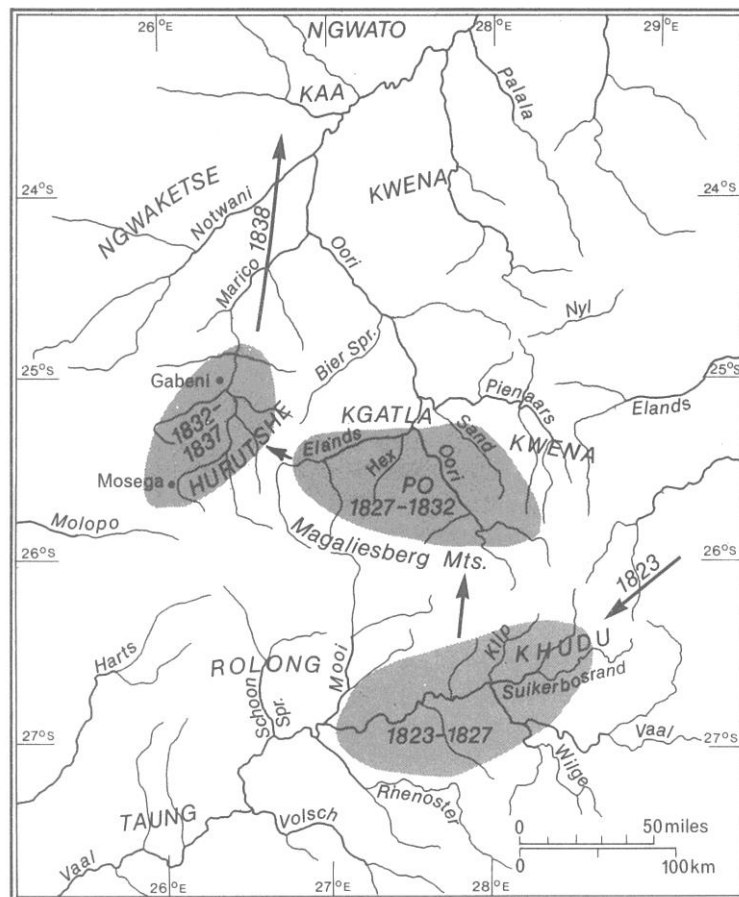 26°E
NGWATO
28°E
29°E
KAA
Palala
24°S
24°S
NGWAKETSE
Notwani
1838
KWENA
Marico
Oori
Nyl
Bier Spr.
25°S
Gabeni
25°S
Pienaars
Elands
1832–
1837
HURUTSHE
KGATLA
Sand
KWENA
Elands
Hex
Oori
Mosega
PO
1827–1832
Molopo
Magaliesberg Mts.
26°S
26°S
1823
Harts
ROLONG
Mooi
Klip
KHUDU
Schoon
Spr.
Suikerbosrand
27°S
1823–1827
Vaal
27°S
Wilge
Rhenoster
TAUNG
Volsch
0 50 miles
0 100 km
Vaal
26°E
27°E
28°E